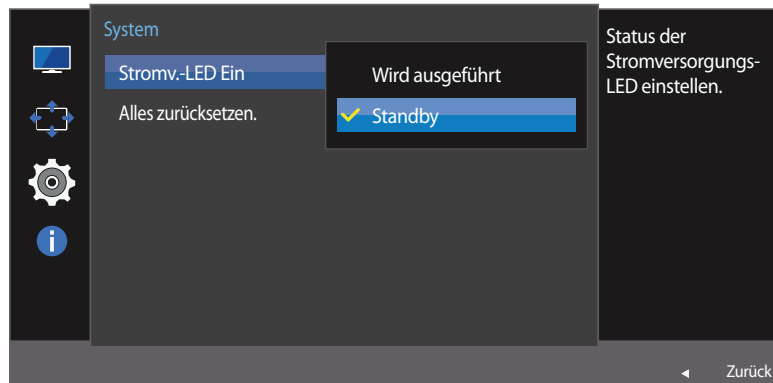 System
Stromv.-LED Ein
Alles zurücksetzen.
Wird ausgeführt
Standby
Status der
Stromversorgungs-
LED einstellen.
Zurück